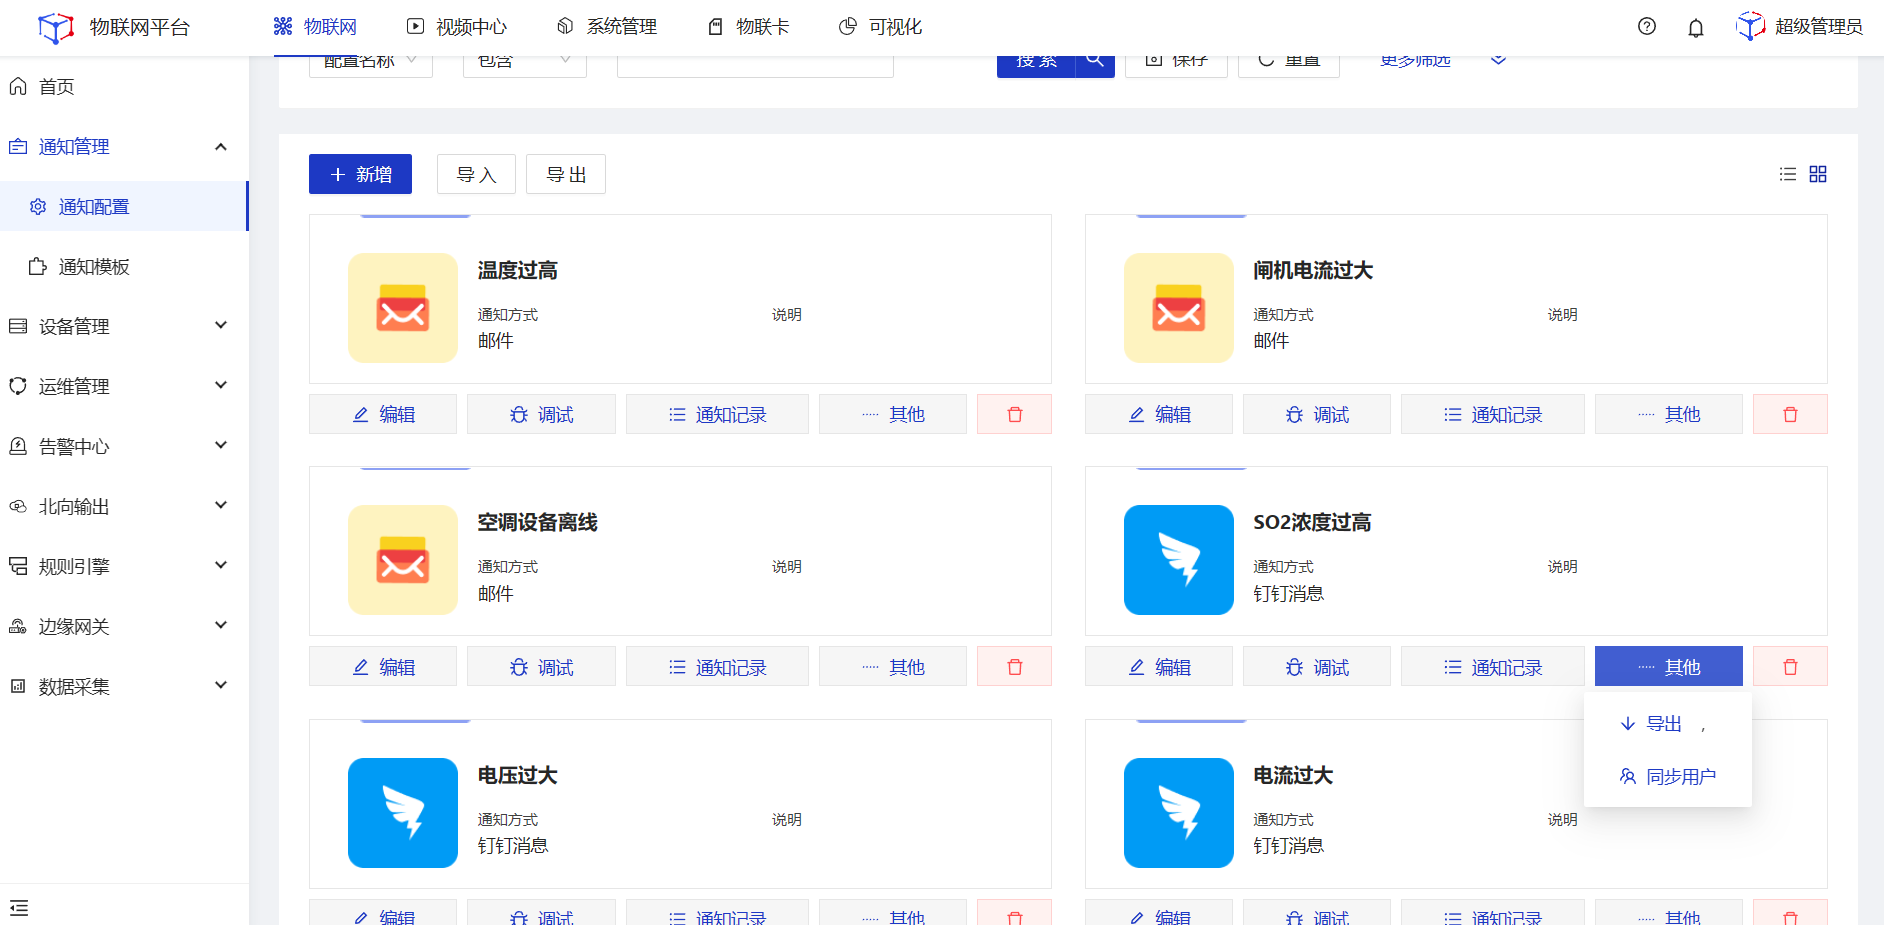 物联网平台
物联网 视频中心 系统管理 物联卡 可视化
超级管理员
首页
通知管理
通知配置
通知模板
设备管理
运维管理
告警中心
北向输出
规则引擎
边缘网关
数据采集
配置名称 包含 搜 索 保存 重置 更多筛选
新增 导 入 导 出
温度过高
通知方式 说明
邮件
编辑 调试 通知记录 其他
闸机电流过大
通知方式 说明
邮件
编辑 调试 通知记录 其他
空调设备离线
通知方式 说明
邮件
编辑 调试 通知记录 其他
SO2浓度过高
通知方式 说明
钉钉消息
编辑 调试 通知记录 其他
导出 ,
同步用户
电压过大
通知方式 说明
钉钉消息
编辑 调试 通知记录 其他
电流过大
通知方式 说明
钉钉消息
编辑 调试 通知记录 其他